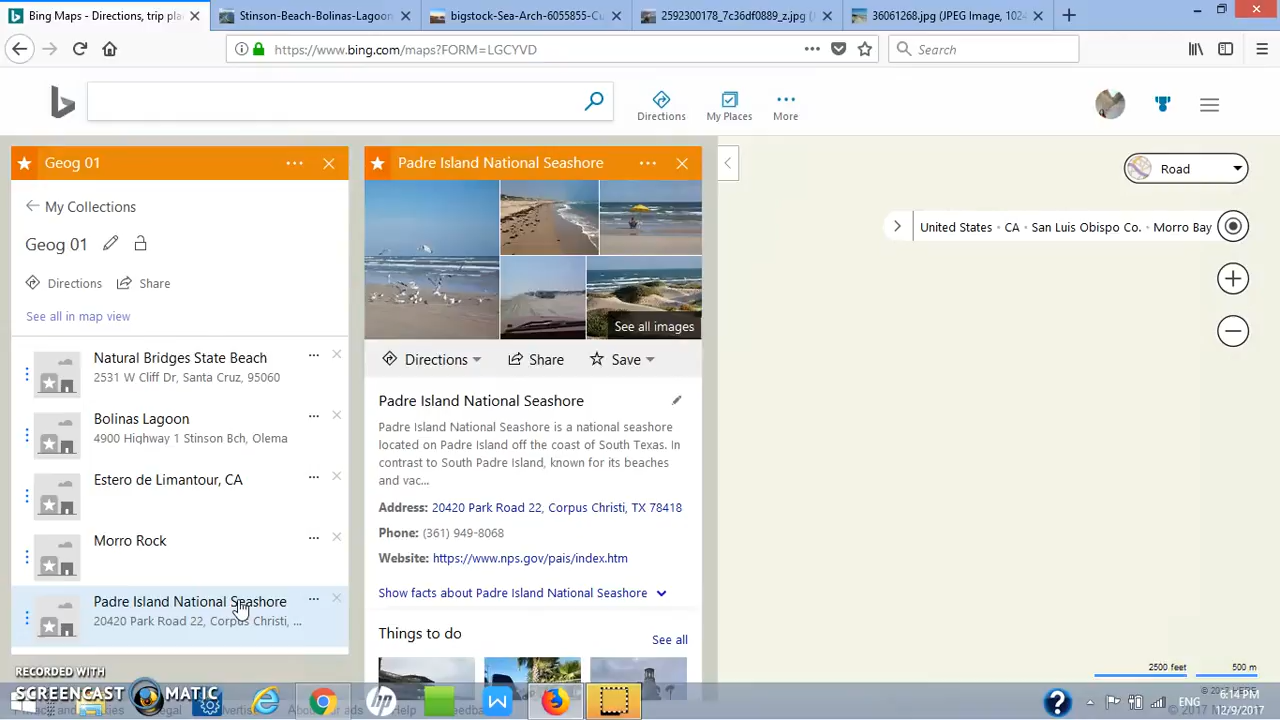 Bing Maps - Directions, trip pla
Stinson-Beach-Bolinas-Lagoon
bigstock-Sea-Arch-6055855-C
2592300178_7c36df0889_z.jpg (
36061268.jpg (JPEG Image, 102
https://www.bing.com/maps?FORM=LGCYVD
Search
Directions
My Places
More
Geog 01
My Collections
Geog 01
Directions
Share
See all in map view
Natural Bridges State Beach
2531 W Cliff Dr, Santa Cruz, 95060
Bolinas Lagoon
4900 Highway 1 Stinson Bch, Olema
Estero de Limantour, CA
Morro Rock
Padre Island National Seashore
20420 Park Road 22, Corpus Christi, ...
Padre Island National Seashore
See all images
Directions
Share
Save
Padre Island National Seashore
Padre Island National Seashore is a national seashore
located on Padre Island off the coast of South Texas. In
contrast to South Padre Island, known for its beaches
and vac...
Address: 20420 Park Road 22, Corpus Christi, TX 78418
Phone: (361) 949-8068
Website: https://www.nps.gov/pais/index.htm
Show facts about Padre Island National Seashore
Things to do
See all
Road
United States · CA · San Luis Obispo Co. · Morro Bay
2500 feet
500 m
RECORDED WITH
SCREENCAST MATIC
ENG
6:14 PM
12/9/2017